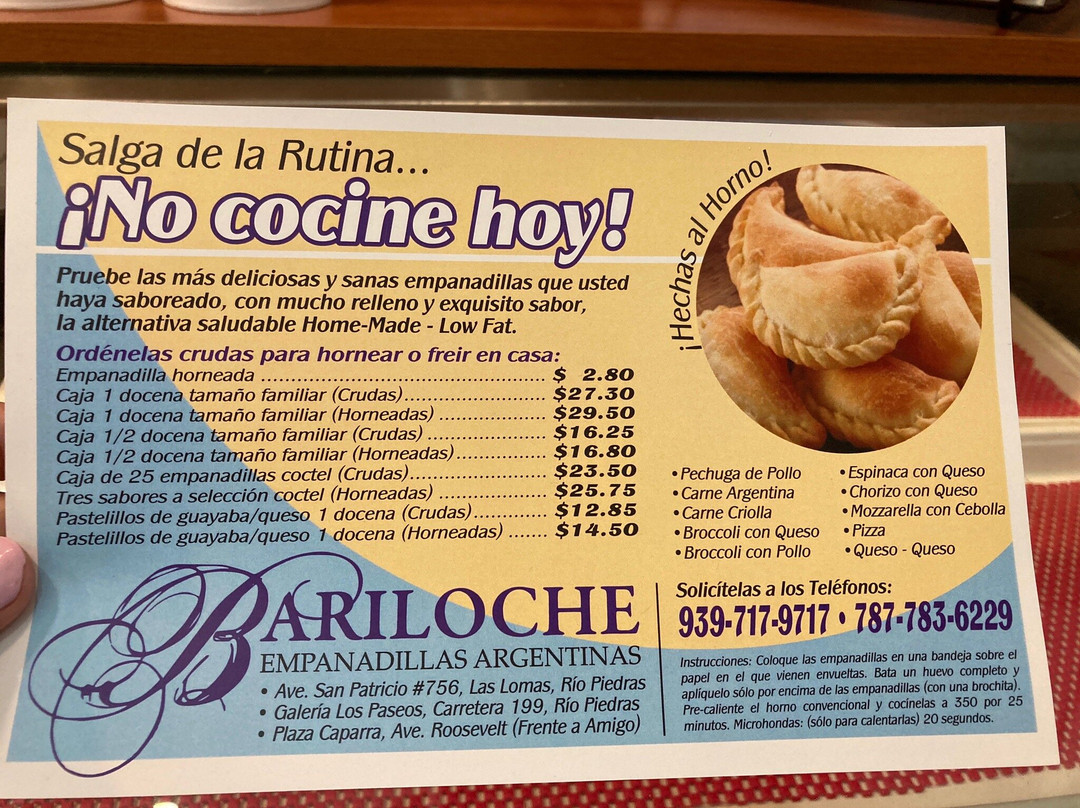 Salga de la Rutina...
¡No cocine hoy!
¡Hechas al Horno!
Pruebe las más deliciosas y sanas empanadillas que usted
haya saboreado, con mucho relleno y exquisito sabor,
la alternativa saludable Home-Made - Low Fat.
Ordénelas crudas para hornear o freir en casa:
Empanadilla horneada .......... $ 2.80
Caja 1 docena tamaño familiar (Crudas).......... $27.30
Caja 1 docena tamaño familiar (Horneadas) .......... $29.50
Caja 1/2 docena tamaño familiar (Crudas) .......... $16.25
Caja 1/2 docena tamaño familiar (Horneadas).......... $16.80
Caja de 25 empanadillas coctel (Crudas).......... $23.50
Tres sabores a selección coctel (Horneadas) .......... $25.75
Pastelillos de guayaba/queso 1 docena (Crudas).......... $12.85
Pastelillos de guayaba/queso 1 docena (Horneadas) ....... $14.50
• Pechuga de Pollo
• Carne Argentina
• Carne Criolla
• Broccoli con Queso
• Broccoli con Pollo
• Espinaca con Queso
• Chorizo con Queso
• Mozzarella con Cebolla
• Pizza
• Queso - Queso
BARILOCHE
EMPANADILLAS ARGENTINAS
• Ave. San Patricio #756, Las Lomas, Río Piedras
• Galería Los Paseos, Carretera 199, Río Piedras
• Plaza Caparra, Ave. Roosevelt (Frente a Amigo)
Solicítelas a los Teléfonos:
939-717-9717 • 787-783-6229
Instrucciones: Coloque las empanadillas en una bandeja sobre el
papel en el que vienen envueltas. Bata un huevo completo y
aplíquelo sólo por encima de las empanadillas (con una brochita).
Pre-caliente el horno convencional y cocínelas a 350 por 25
minutos. Microhondas: (sólo para calentarlas) 20 segundos.